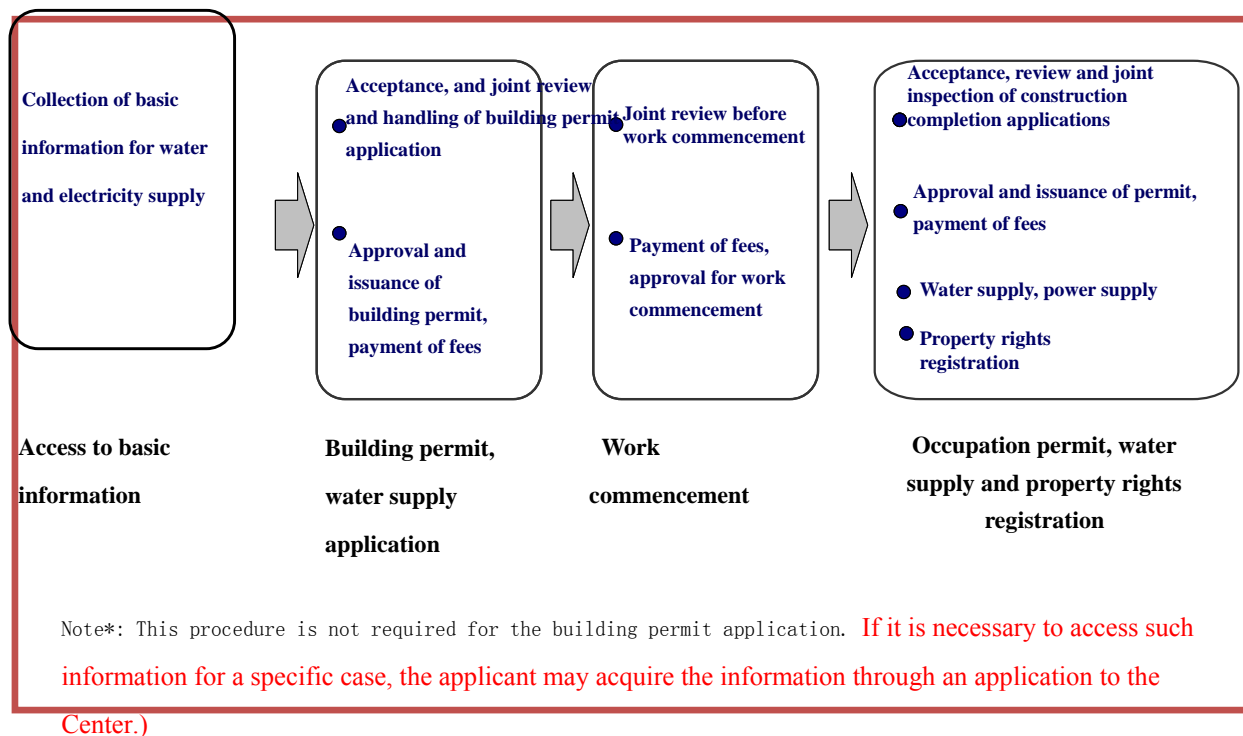 Collection of basic
information for water
and electricity supply
Acceptance, and joint review
and handling of building permit
application
Approval and
issuance of
building permit,
payment of fees
Joint review before
work commencement
Payment of fees,
approval for work
commencement
Acceptance, review and joint
inspection of construction
completion applications
Approval and issuance of permit,
payment of fees
Water supply, power supply
Property rights
registration
Access to basic
information
Building permit,
water supply
application
Work
commencement
Occupation permit, water
supply and property rights
registration
Note*: This procedure is not required for the building permit application. If it is necessary to access such
information for a specific case, the applicant may acquire the information through an application to the
Center.)